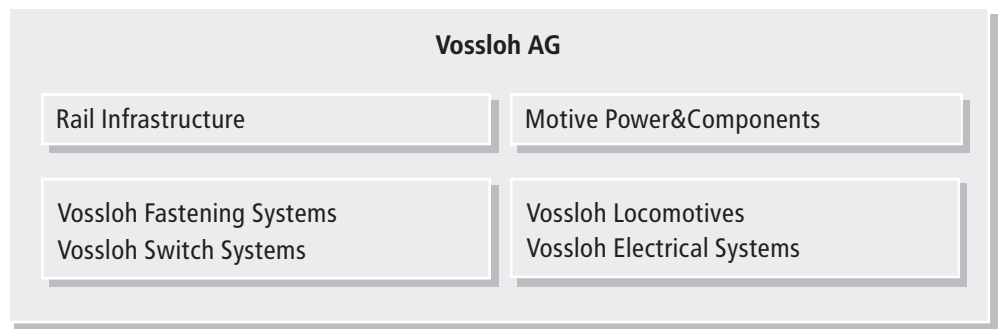 Vossloh AG
Rail Infrastructure
Motive Power&Components
Vossloh Fastening Systems
Vossloh Switch Systems
Vossloh Locomotives
Vossloh Electrical Systems